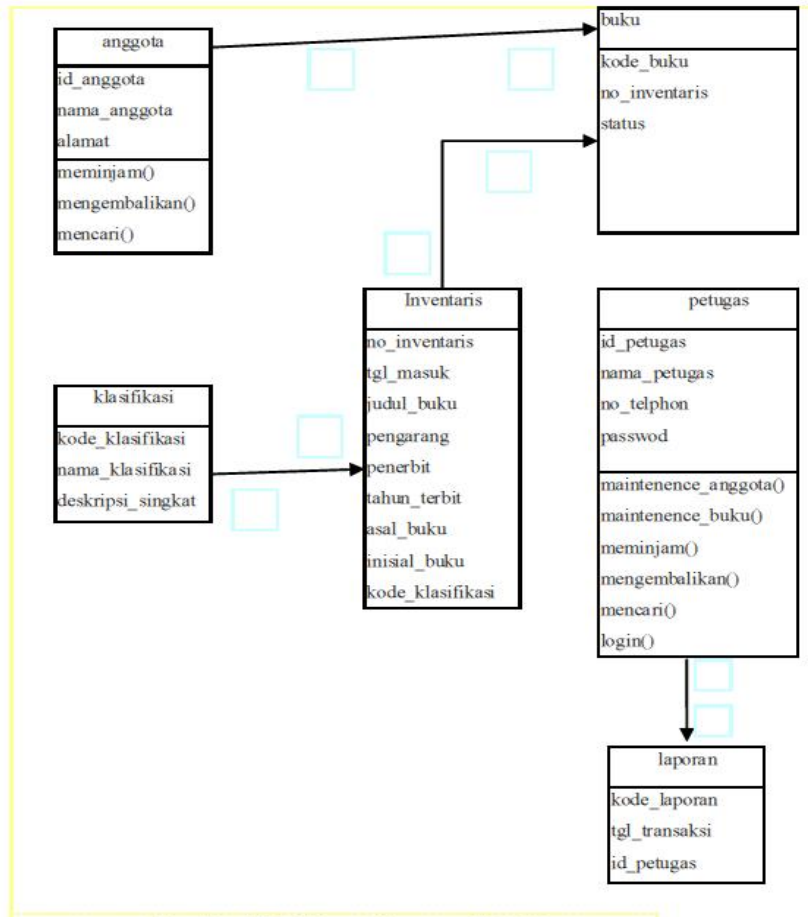 anggota
id_anggota
nama_anggota
alamat
meminjam()
mengembalikan()
mencari()
buku
kode_buku
no_inventaris
status
Inventaris
no_inventaris
tgl_masuk
judul_buku
pengarang
penerbit
tahun_terbit
asal_buku
inisial_buku
kode_klasifikasi
petugas
id_petugas
nama_petugas
no_telphon
passwod
maintenence_anggota()
maintenence_buku()
meminjam()
mengembalikan()
mencari()
login()
klasifikasi
kode_klasifikasi
nama_klasifikasi
deskripsi_singkat
laporan
kode_laporan
tgl_transaksi
id_petugas